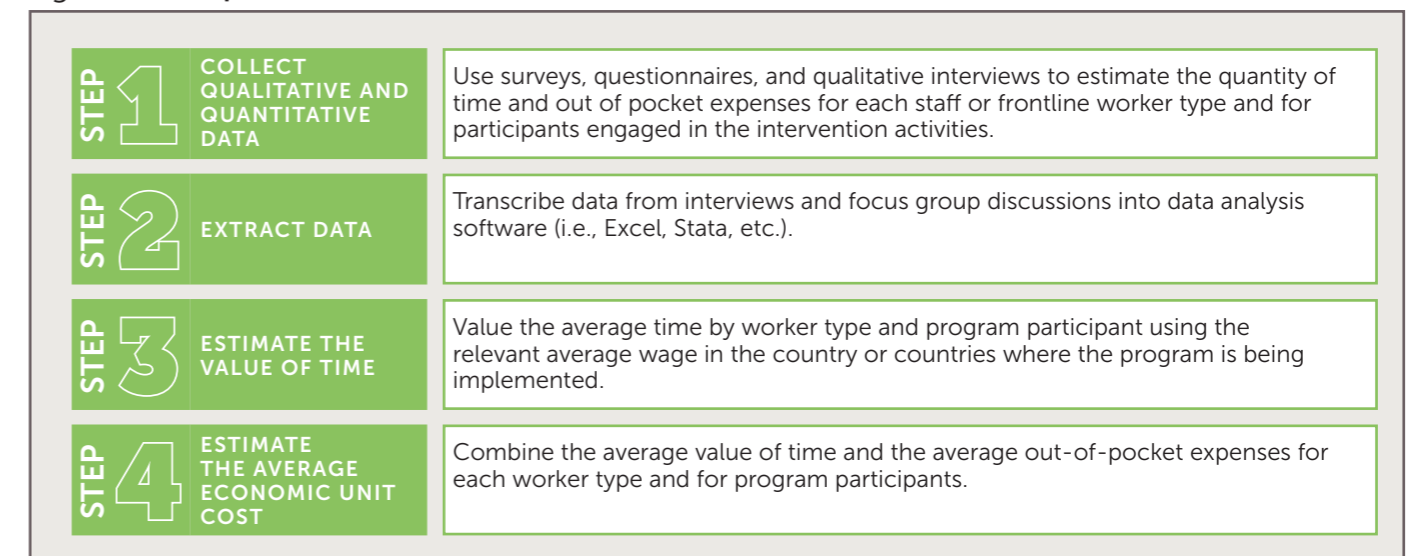 STEP 1
COLLECT
QUALITATIVE AND
QUANTITATIVE
DATA
Use surveys, questionnaires, and qualitative interviews to estimate the quantity of
time and out of pocket expenses for each staff or frontline worker type and for
participants engaged in the intervention activities.
STEP 2
EXTRACT DATA
Transcribe data from interviews and focus group discussions into data analysis
software (i.e., Excel, Stata, etc.).
STEP 3
ESTIMATE THE
VALUE OF TIME
Value the average time by worker type and program participant using the
relevant average wage in the country or countries where the program is being
implemented.
STEP 4
ESTIMATE
THE AVERAGE
ECONOMIC UNIT
COST
Combine the average value of time and the average out-of-pocket expenses for
each worker type and for program participants.